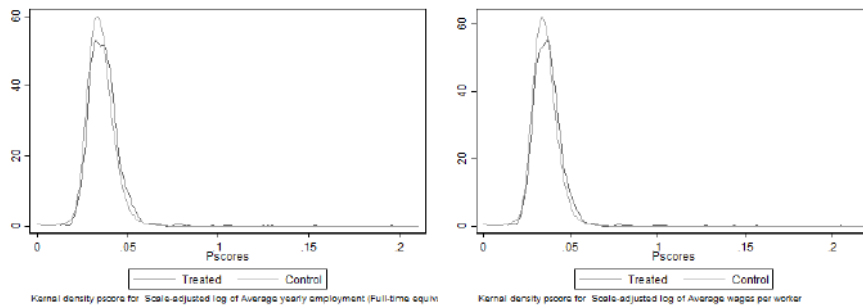 60
40
20
0
0 .05 .1 .15 .2
Pscores
Treated Control
Kernel density pscore for Scale-adjusted log of Average yearly employment (Full-time equiv
60
40
20
0
0 .05 .1 .15 .2
Pscores
Treated Control
Kernel density pscore for Scale-adjusted log of Average wages per worker